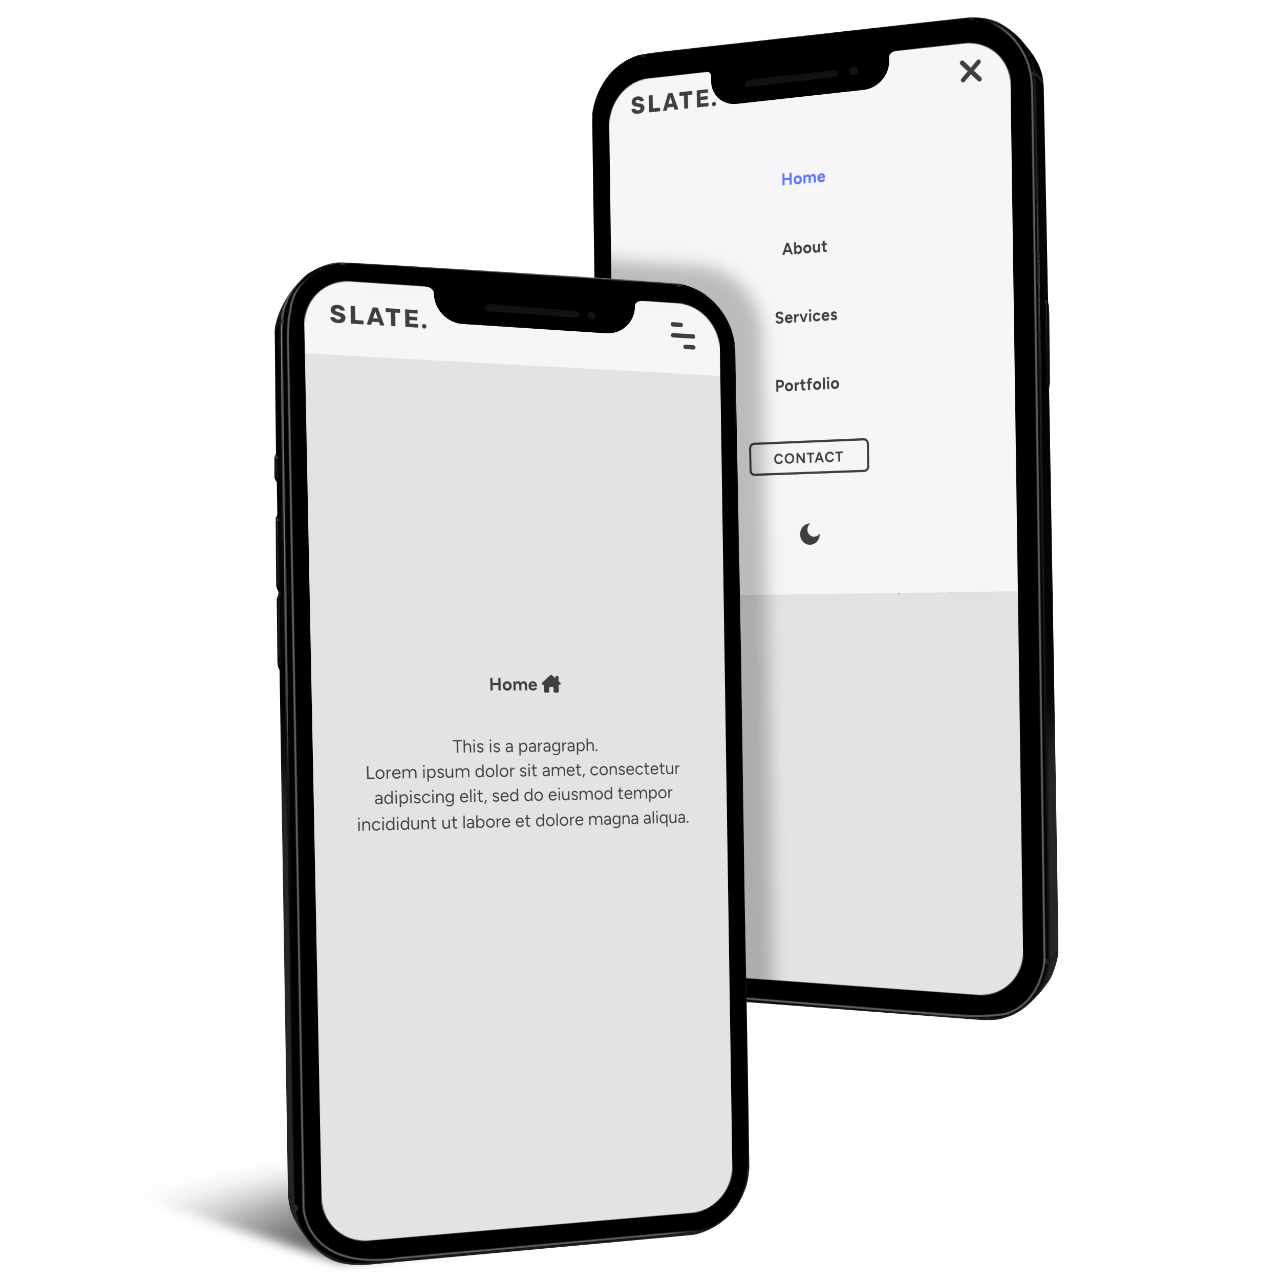 SLATE.
Home
About
Services
Portfolio
CONTACT
SLATE.
Home
This is a paragraph.
Lorem ipsum dolor sit amet, consectetur
adipiscing elit, sed do eiusmod tempor
incididunt ut labore et dolore magna aliqua.